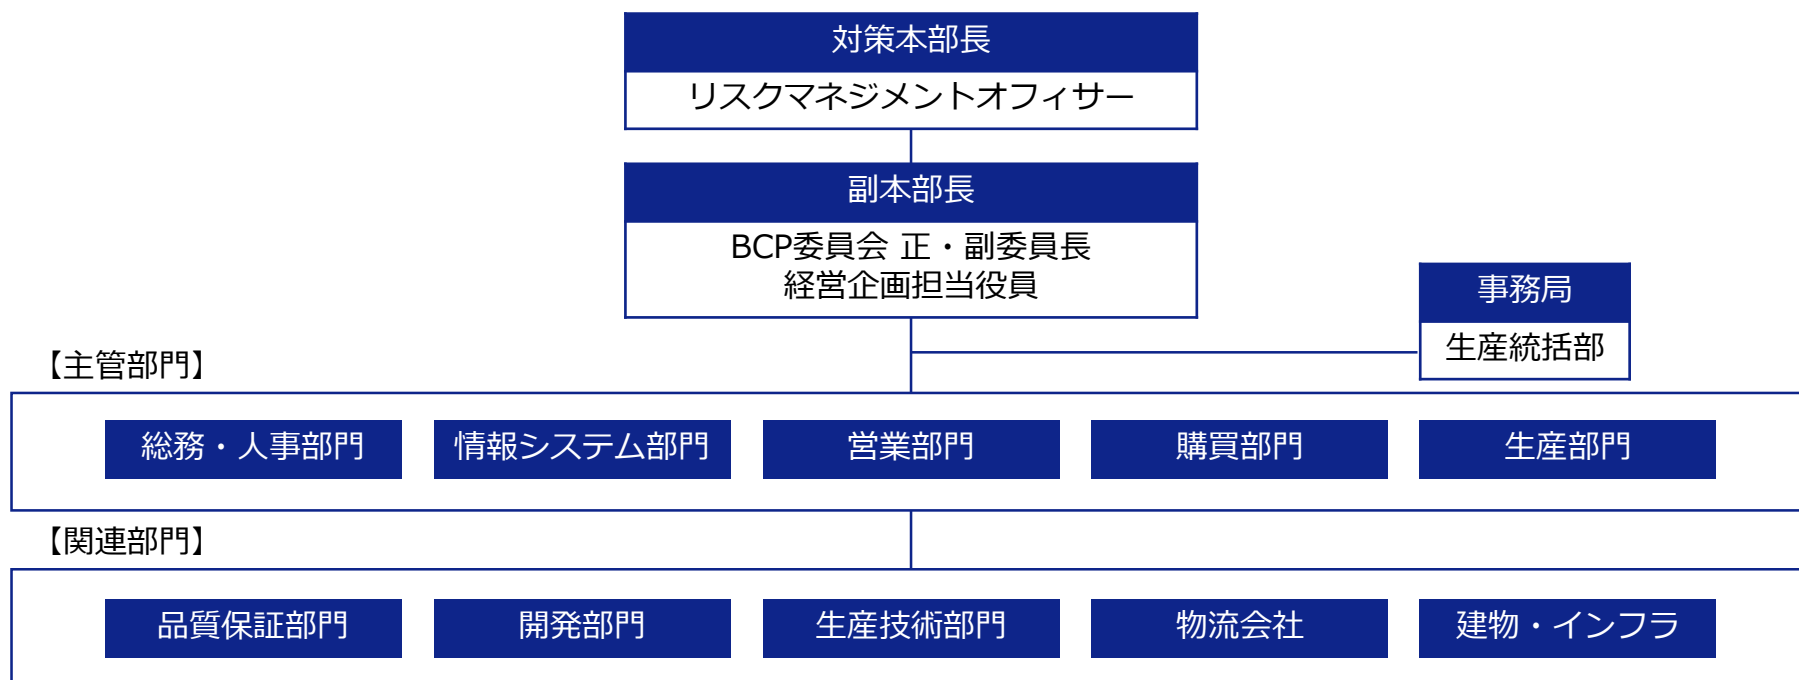 対策本部長
リスクマネジメントオフィサー
副本部長
BCP委員会 正・副委員長
経営企画担当役員
事務局
生産統括部
【主管部門】
総務・人事部門
情報システム部門
営業部門
購買部門
生産部門
【関連部門】
品質保証部門
開発部門
生産技術部門
物流会社
建物・インフラ